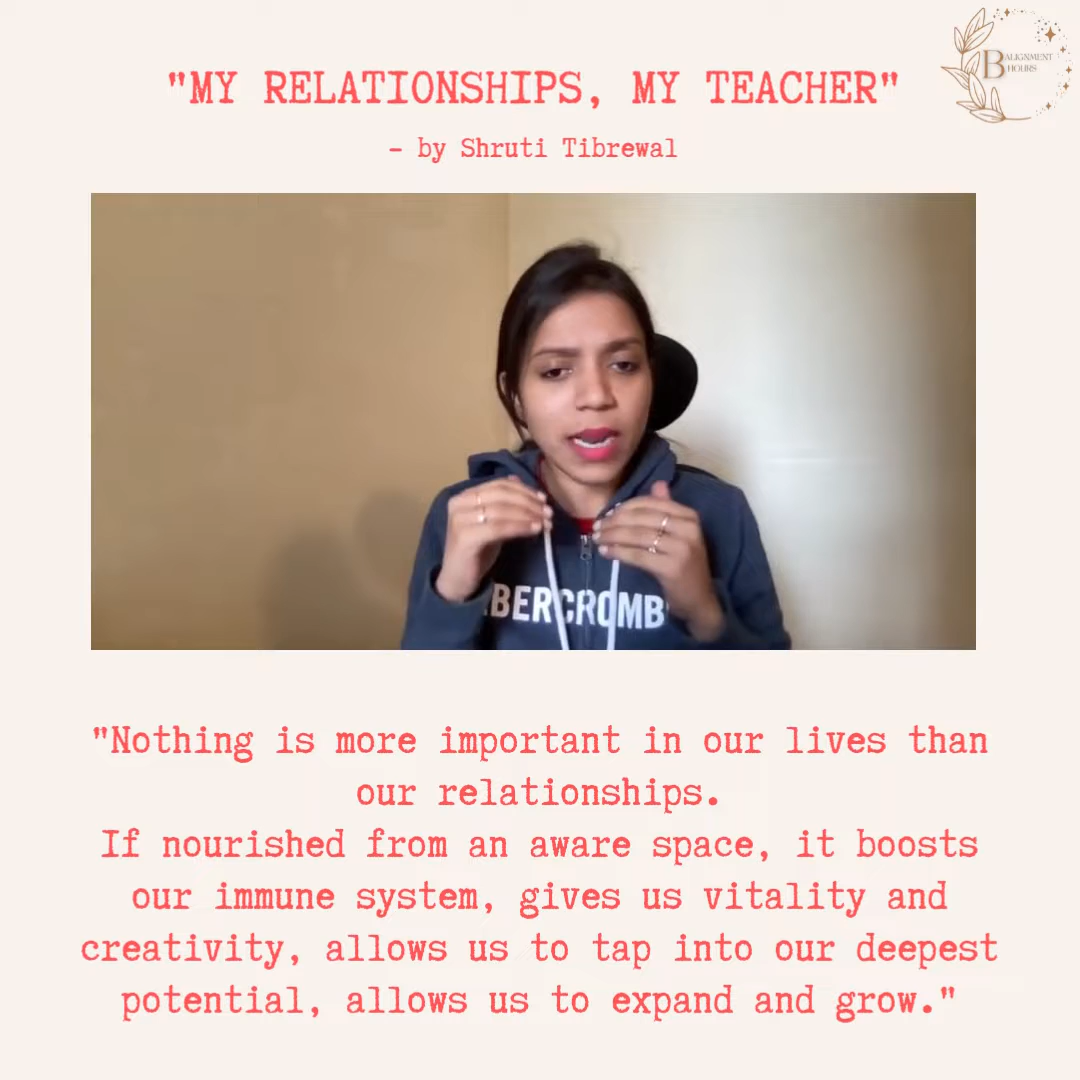 "MY RELATIONSHIPS, MY TEACHER"
- by Shruti Tibrewal
B ALIGNMENT
HOURS
BERCROMB
"Nothing is more important in our lives than
our relationships.
If nourished from an aware space, it boosts
our immune system, gives us vitality and
creativity, allows us to tap into our deepest
potential, allows us to expand and grow."